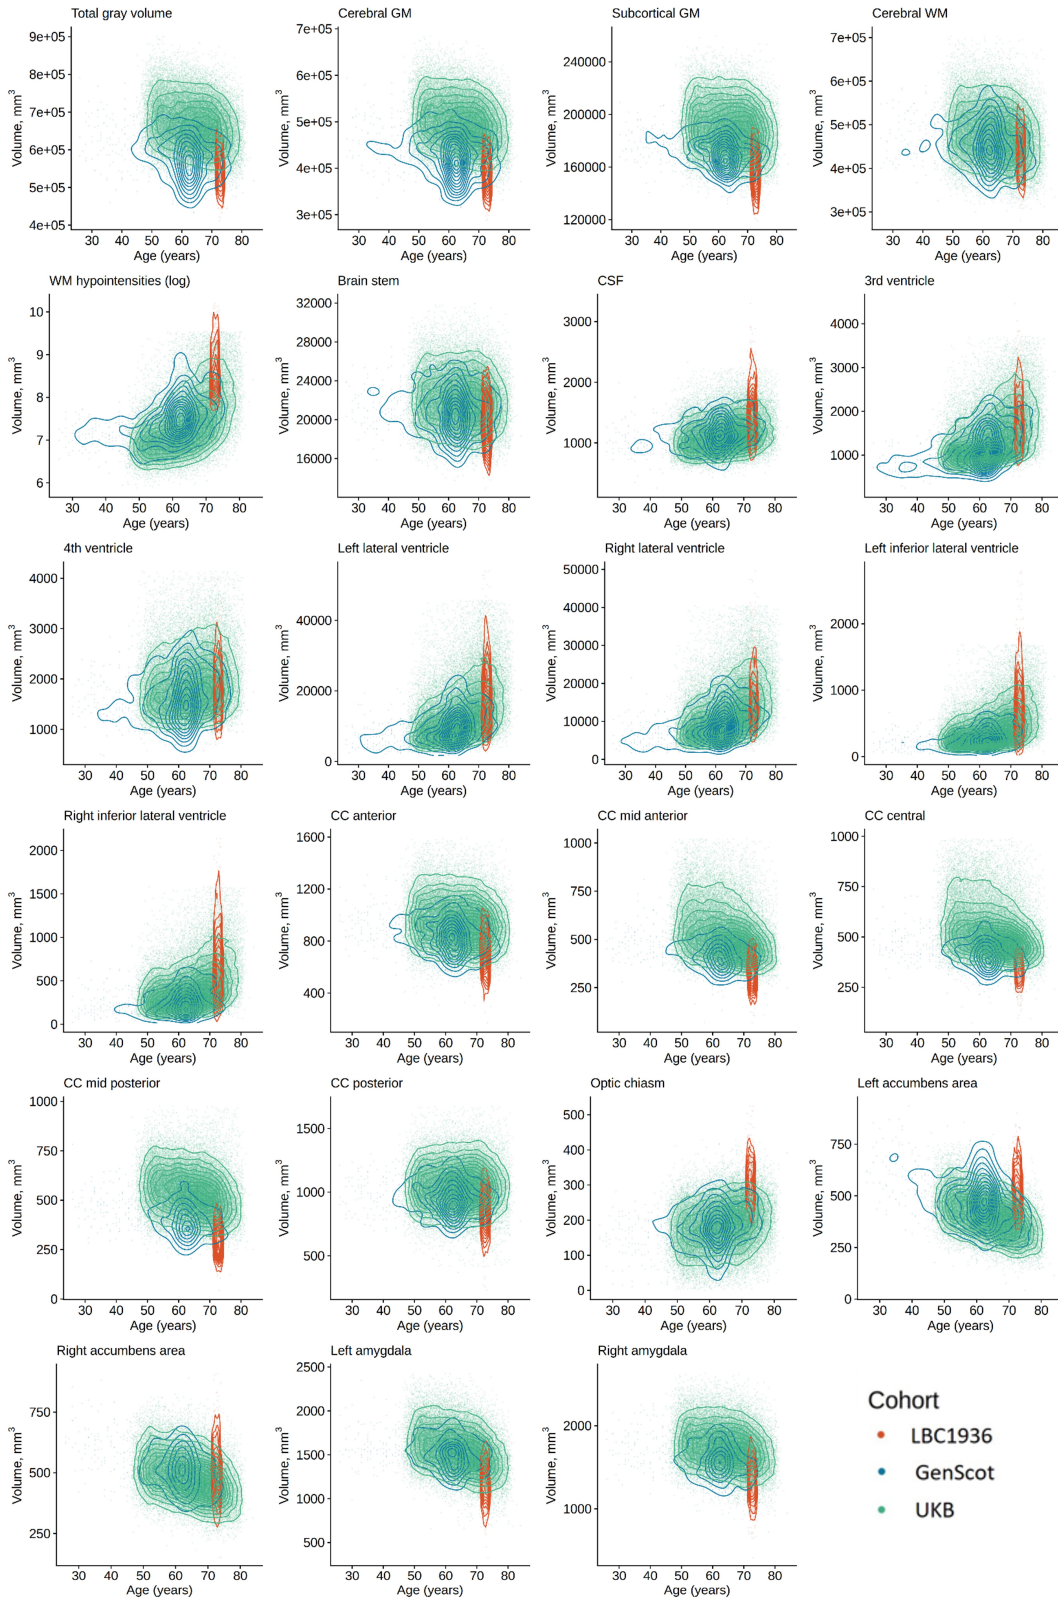 Total gray volume
Cerebral GM
Subcortical GM
Cerebral WM
9e+05
8e+05
7e+05
6e+05
5e+05
4e+05
Volume, mm³
30 40 50 60 70 80
Age (years)
7e+05
6e+05
5e+05
4e+05
3e+05
Volume, mm³
30 40 50 60 70 80
Age (years)
240000
200000
160000
120000
Volume, mm³
30 40 50 60 70 80
Age (years)
7e+05
6e+05
5e+05
4e+05
3e+05
Volume, mm³
30 40 50 60 70 80
Age (years)
WM hypointensities (log)
Brain stem
CSF
3rd ventricle
10
9
8
7
6
Volume, mm³
30 40 50 60 70 80
Age (years)
32000
28000
24000
20000
16000
Volume, mm³
30 40 50 60 70 80
Age (years)
3000
2000
1000
Volume, mm³
30 40 50 60 70 80
Age (years)
4000
3000
2000
1000
Volume, mm³
30 40 50 60 70 80
Age (years)
4th ventricle
Left lateral ventricle
Right lateral ventricle
Left inferior lateral ventricle
4000
3000
2000
1000
Volume, mm³
30 40 50 60 70 80
Age (years)
40000
20000
0
Volume, mm³
30 40 50 60 70 80
Age (years)
50000
40000
30000
20000
10000
0
Volume, mm³
30 40 50 60 70 80
Age (years)
2000
1000
0
Volume, mm³
30 40 50 60 70 80
Age (years)
Right inferior lateral ventricle
CC anterior
CC mid anterior
CC central
2000
1500
1000
500
0
Volume, mm³
30 40 50 60 70 80
Age (years)
1600
1200
800
400
Volume, mm³
30 40 50 60 70 80
Age (years)
1000
750
500
250
Volume, mm³
30 40 50 60 70 80
Age (years)
1000
750
500
250
Volume, mm³
30 40 50 60 70 80
Age (years)
CC mid posterior
CC posterior
Optic chiasm
Left accumbens area
1000
750
500
250
0
Volume, mm³
30 40 50 60 70 80
Age (years)
1500
1000
500
Volume, mm³
30 40 50 60 70 80
Age (years)
500
400
300
200
100
0
Volume, mm³
30 40 50 60 70 80
Age (years)
750
500
250
0
Volume, mm³
30 40 50 60 70 80
Age (years)
Right accumbens area
Left amygdala
Right amygdala
750
500
250
Volume, mm³
30 40 50 60 70 80
Age (years)
2500
2000
1500
1000
500
Volume, mm³
30 40 50 60 70 80
Age (years)
2000
1000
Volume, mm³
30 40 50 60 70 80
Age (years)
Cohort
LBC1936
GenScot
UKB